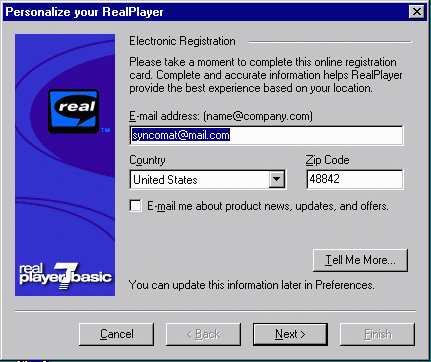 Personalize your RealPlayer
Electronic Registration
Please take a moment to complete this online registration
card. Complete and accurate information helps RealPlayer
provide the best experience based on your location.
E-mail address: (name@company.com)
syncomat@mail.com
Country Zip Code
United States 48842
E-mail me about product news, updates, and offers.
Tell Me More...
You can update this information later in Preferences.
real
TM
real
player 7 basic
Cancel < Back Next > Finish